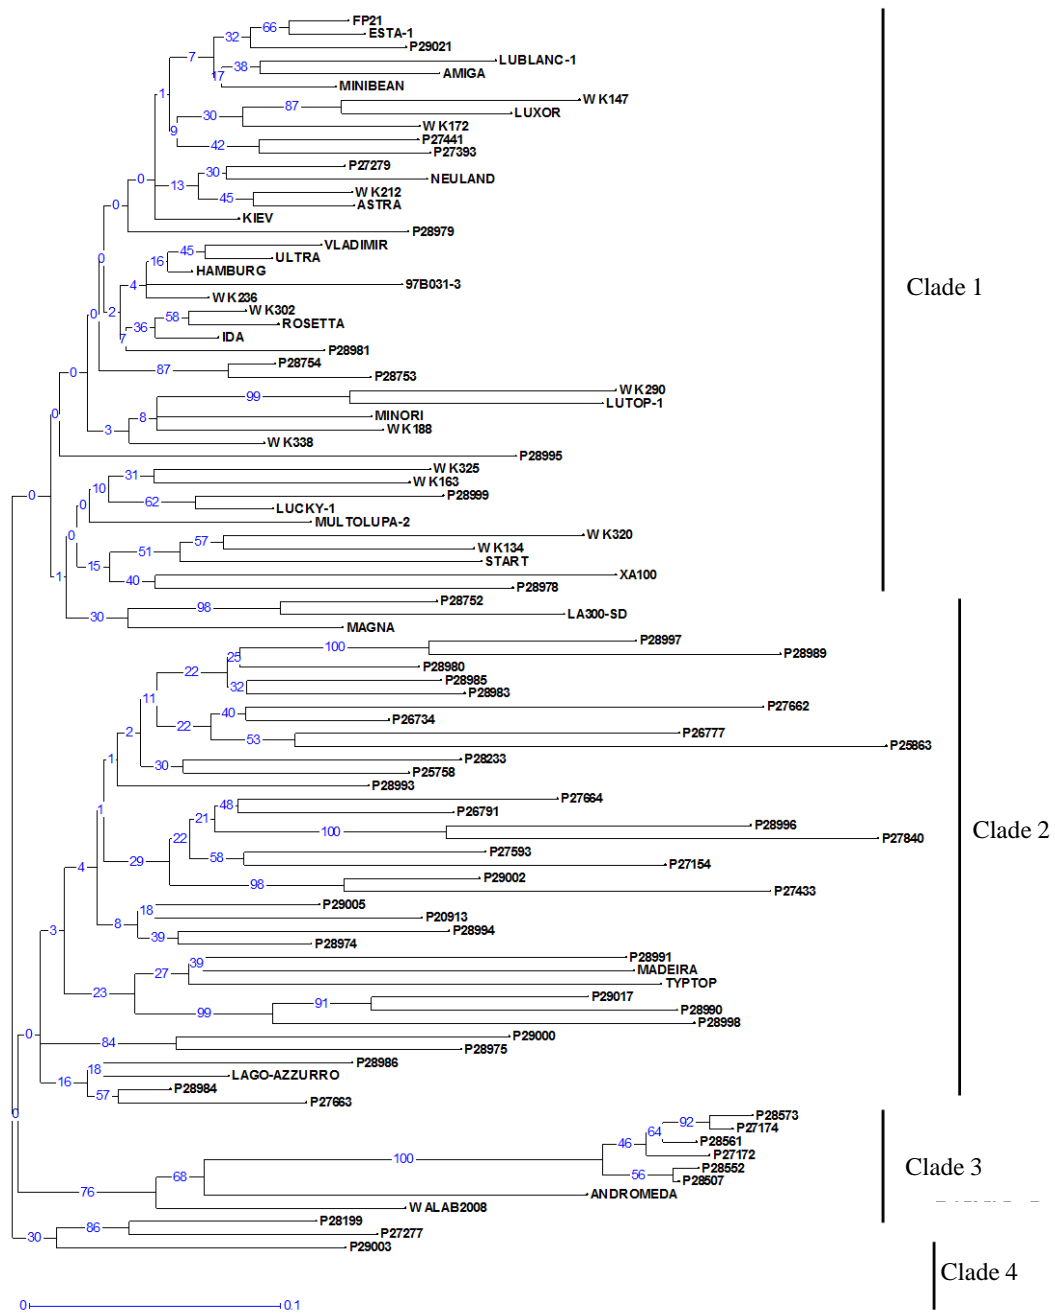 FP21
66
ESTA-1
32
P29021
7
LUBLANC-1
38
AMIGA
17
MINIBEAN
1
WK147
87
LUXOR
30
WK172
9
P27441
42
P27393
P27279
30
NEULAND
0
13
WK212
45
ASTRA
0
KIEV
P28979
VLADIMIR
45
ULTRA
16
HAMBURG
0
4
97B031-3
Clade 1
WK236
WK302
0
2
58
ROSETTA
36
IDA
7
P28981
P28754
87
P28753
0
WK290
99
LUTOP-1
0
8
MINORI
3
WK188
WK338
P28995
WK325
31
WK163
10
P28999
0
62
LUCKY-1
0
MULTOLUPA-2
WK320
0
57
WK134
51
START
15
XA100
1
40
P28978
P28752
98
LA300-SD
30
MAGNA
P28997
100
P28989
25
P28980
22
P28985
32
P28983
11
P27662
40
P26734
22
P26777
2
53
P25863
1
P28233
30
P25758
P28993
P27664
48
P26791
1
21
P28996
100
P27840
Clade 2
22
P27593
29
58
P27154
4
P29002
98
P27433
P29005
18
P20913
8
P28994
39
P28974
3
P28991
39
MADEIRA
27
TYPTOP
23
P29017
91
P28990
99
P28998
0
P29000
84
P28975
P28986
18
LAGO-AZZURRO
16
P28984
57
P27663
0
P28573
92
P27174
64
P28561
46
P27172
100
P28552
Clade 3
56
P28507
68
ANDROMEDA
76
WALAB2008
P28199
86
P27277
30
P29003
Clade 4
0
0.1